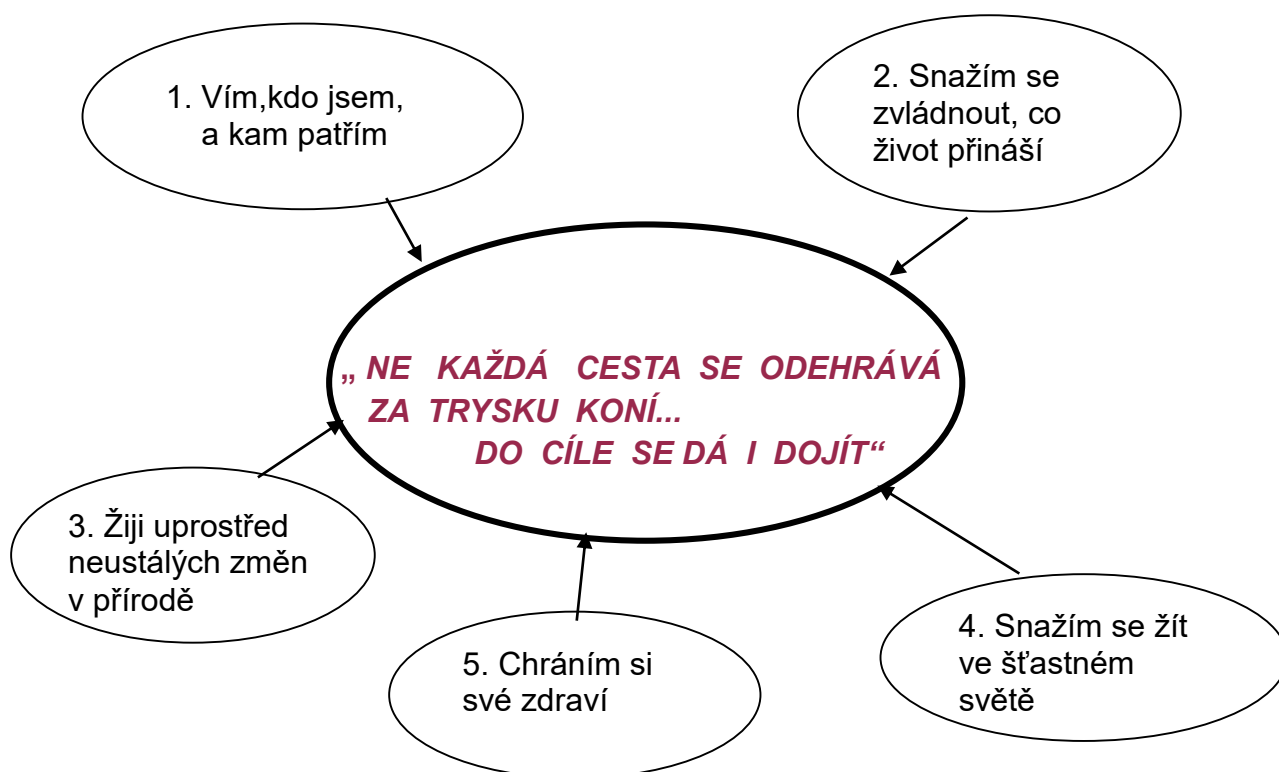 1. Vím,kdo jsem,
a kam patřím
2. Snažím se
zvládnout, co
život přináší
„ NE KAŽDÁ CESTA SE ODEHRÁVÁ
ZA TRYSKU KONÍ...
DO CÍLE SE DÁ I DOJÍT“
3. Žiji uprostřed
neustálých změn
v přírodě
4. Snažím se žít
ve šťastném
světě
5. Chráním si
své zdraví